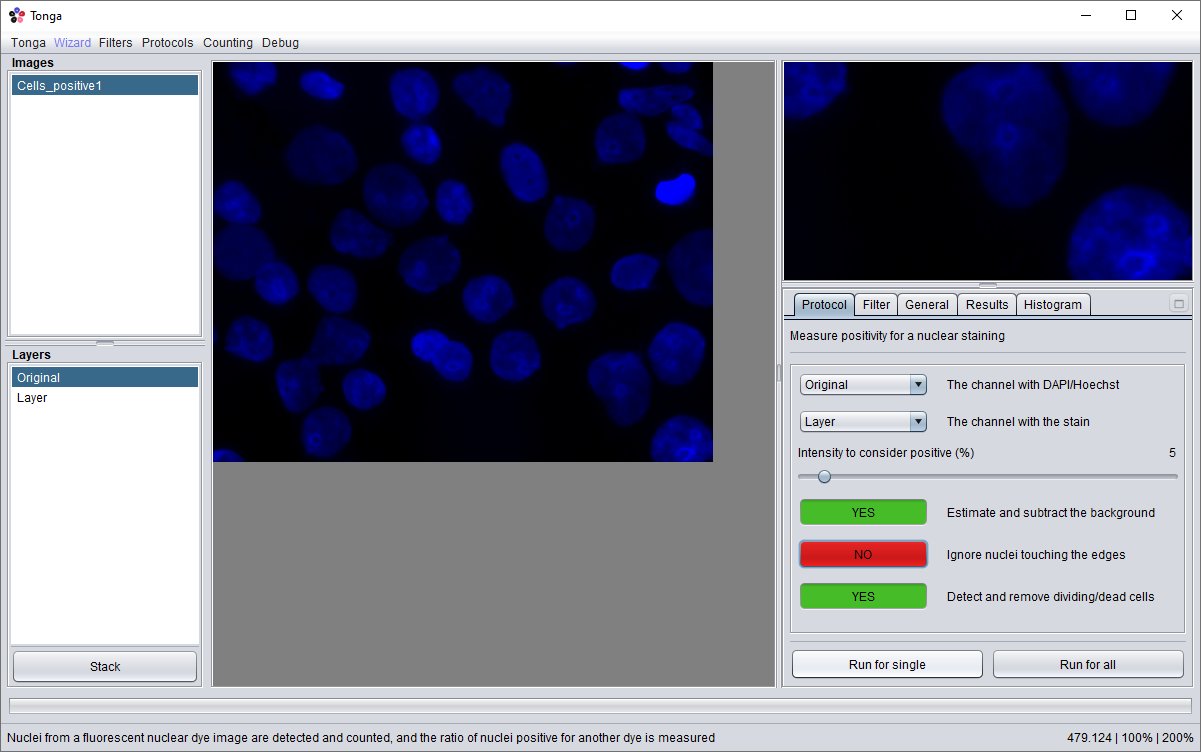 Tonga
Tonga Wizard Filters Protocols Counting Debug
Images
Cells_positive1
Layers
Original
Layer
Stack
Protocol Filter General Results Histogram
Measure positivity for a nuclear staining
Original The channel with DAPI/Hoechst
Layer The channel with the stain
Intensity to consider positive (%) 5
YES Estimate and subtract the background
NO Ignore nuclei touching the edges
YES Detect and remove dividing/dead cells
Run for single Run for all
Nuclei from a fluorescent nuclear dye image are detected and counted, and the ratio of nuclei positive for another dye is measured 479.124 | 100% | 200%